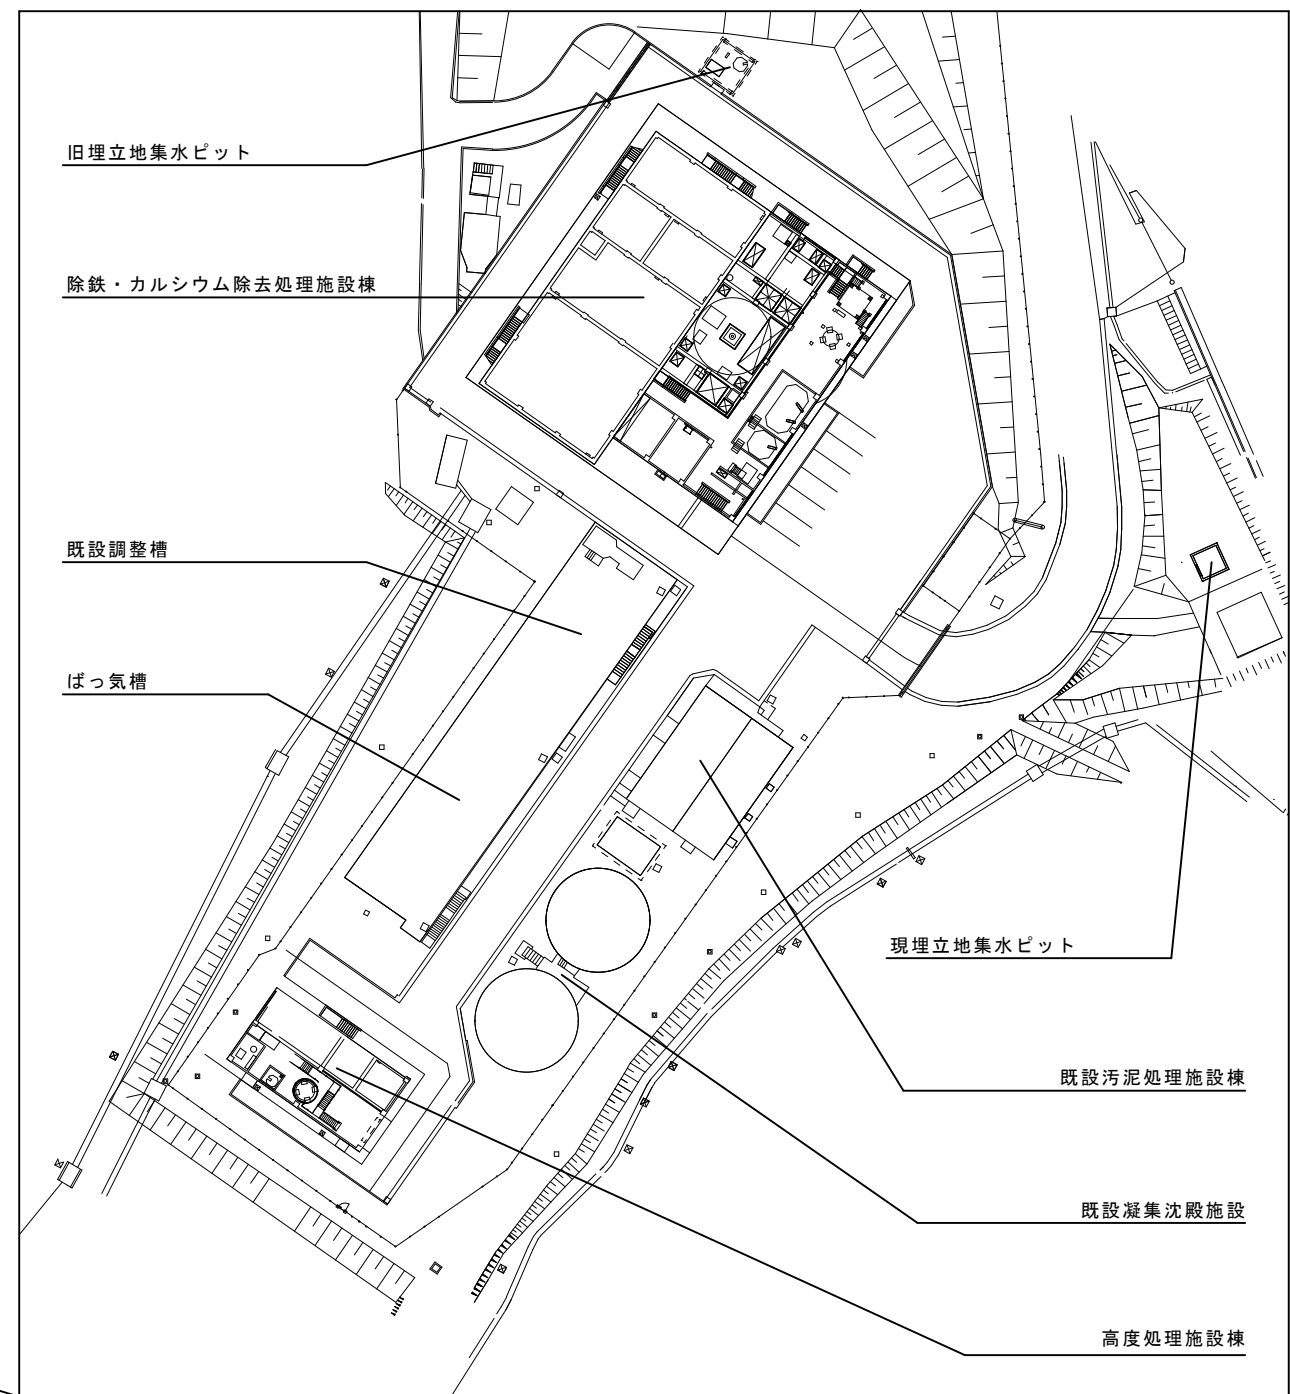 旧埋立地集水ピット
除鉄・カルシウム除去処理施設棟
既設調整槽
ばっ気槽
現埋立地集水ピット
既設汚泥処理施設棟
既設凝集沈殿施設
高度処理施設棟